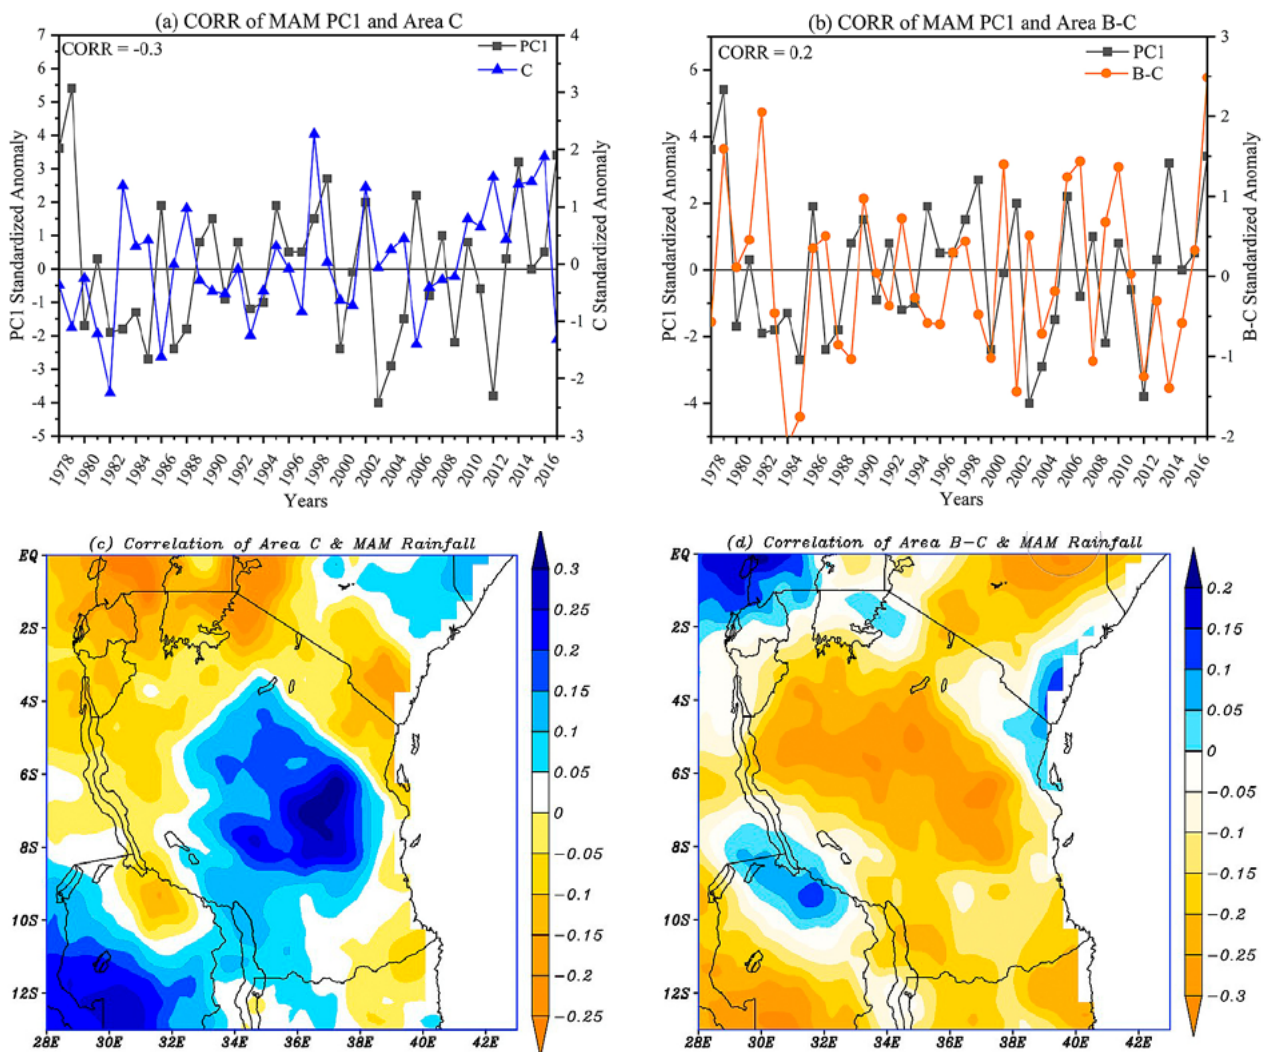 (a) CORR of MAM PC1 and Area C
CORR = -0.3
PC1
C
7
6
5
4
3
2
1
0
-1
-2
-3
-4
-5
PC1 Standardized Anomaly
4
3
2
1
0
-1
-2
-3
C Standardized Anomaly
1978 1980 1982 1984 1986 1988 1990 1992 1994 1996 1998 2000 2002 2004 2006 2008 2010 2012 2014 2016
Years
(b) CORR of MAM PC1 and Area B-C
CORR = 0.2
PC1
B-C
6
4
2
0
-2
-4
PC1 Standardized Anomaly
3
2
1
0
-1
-2
B-C Standardized Anomaly
1978 1980 1982 1984 1986 1988 1990 1992 1994 1996 1998 2000 2002 2004 2006 2008 2010 2012 2014 2016
Years
(c) Correlation of Area C & MAM Rainfall
EQ
2S
4S
6S
8S
10S
12S
28E 30E 32E 34E 36E 38E 40E 42E
0.3
0.25
0.2
0.15
0.1
0.05
0
-0.05
-0.1
-0.15
-0.2
-0.25
(d) Correlation of Area B-C & MAM Rainfall
EQ
2S
4S
6S
8S
10S
12S
28E 30E 32E 34E 36E 38E 40E 42E
0.2
0.15
0.1
0.05
0
-0.05
-0.1
-0.15
-0.2
-0.25
-0.3